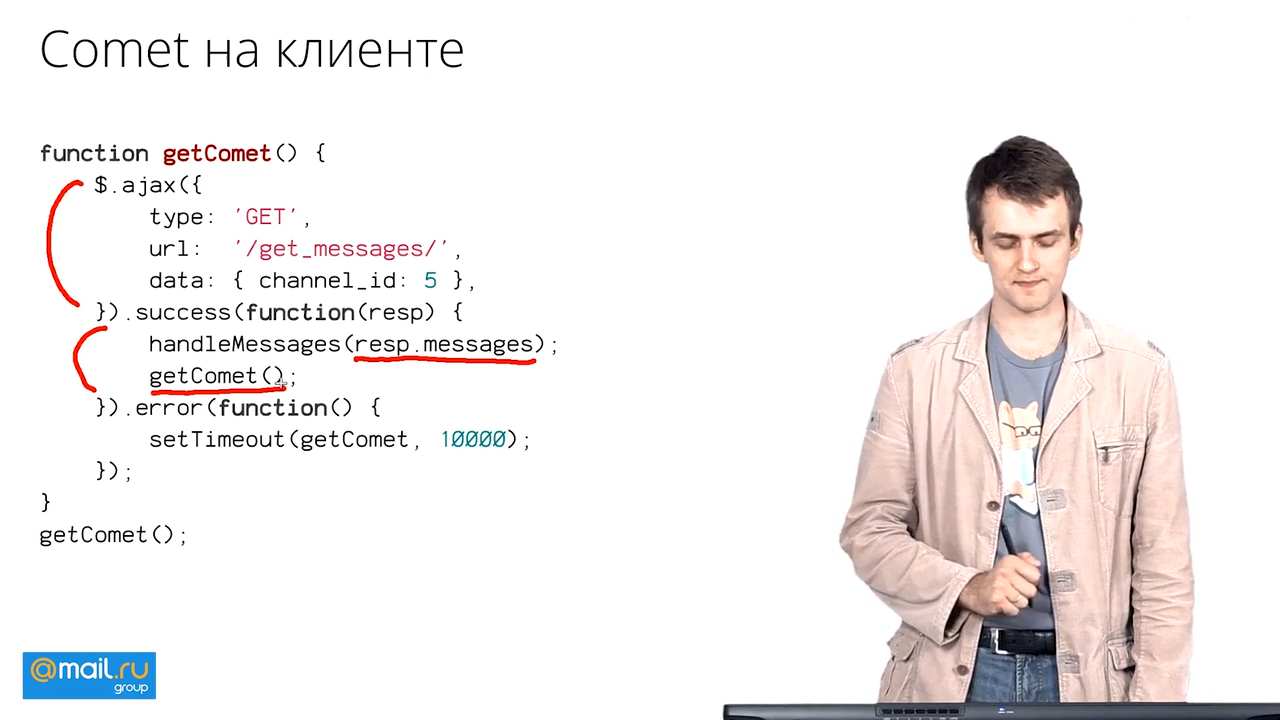 Comet на клиенте
function getComet() {
$.ajax({
type: 'GET',
url: '/get_messages/',
data: { channel_id: 5 },
}).success(function(resp) {
handleMessages(resp.messages);
getComet();
}).error(function() {
setTimeout(getComet, 10000);
});
}
getComet();
@mail.ru
group